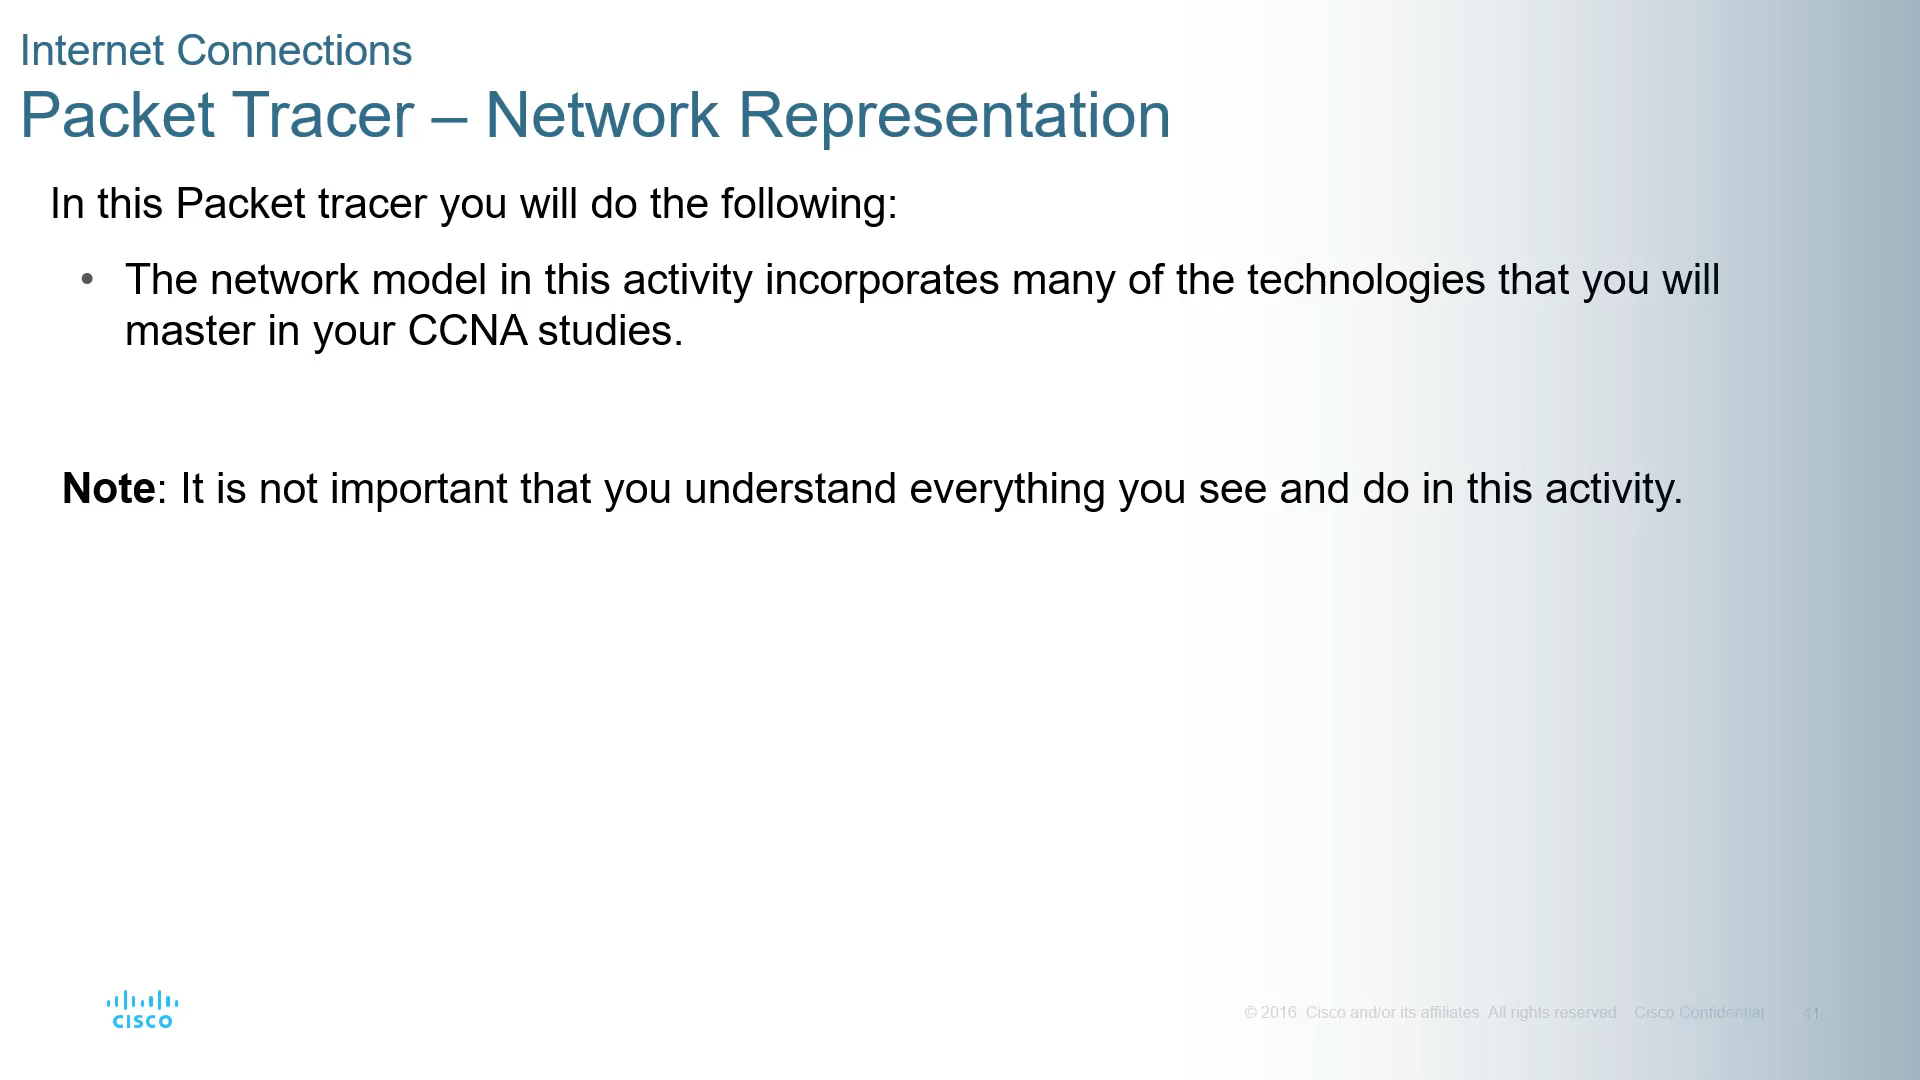 Internet Connections
Packet Tracer – Network Representation
In this Packet tracer you will do the following:
• The network model in this activity incorporates many of the technologies that you will
master in your CCNA studies.
Note: It is not important that you understand everything you see and do in this activity.
CISCO
© 2016 Cisco and/or its affiliates. All rights reserved. Cisco Confidential 41